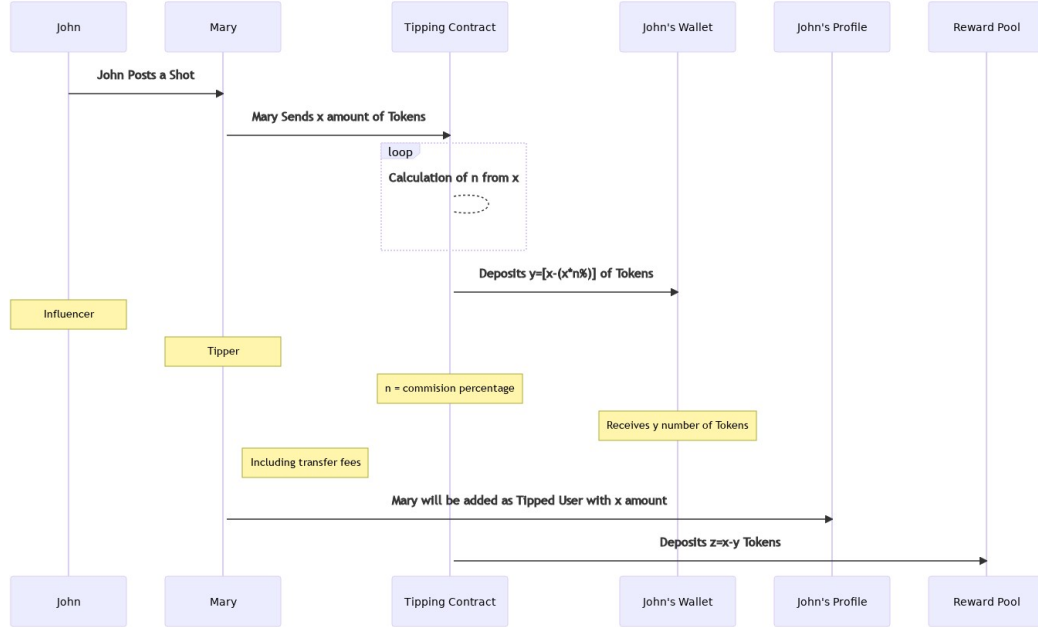 John
Mary
Tipping Contract
John's Wallet
John's Profile
Reward Pool
John Posts a Shot
Mary Sends x amount of Tokens
loop
Calculation of n from x
Deposits y=[x-(x*n%)] of Tokens
Influencer
Tipper
n = commision percentage
Receives y number of Tokens
Including transfer fees
Mary will be added as Tipped User with x amount
Deposits z=x-y Tokens
John
Mary
Tipping Contract
John's Wallet
John's Profile
Reward Pool